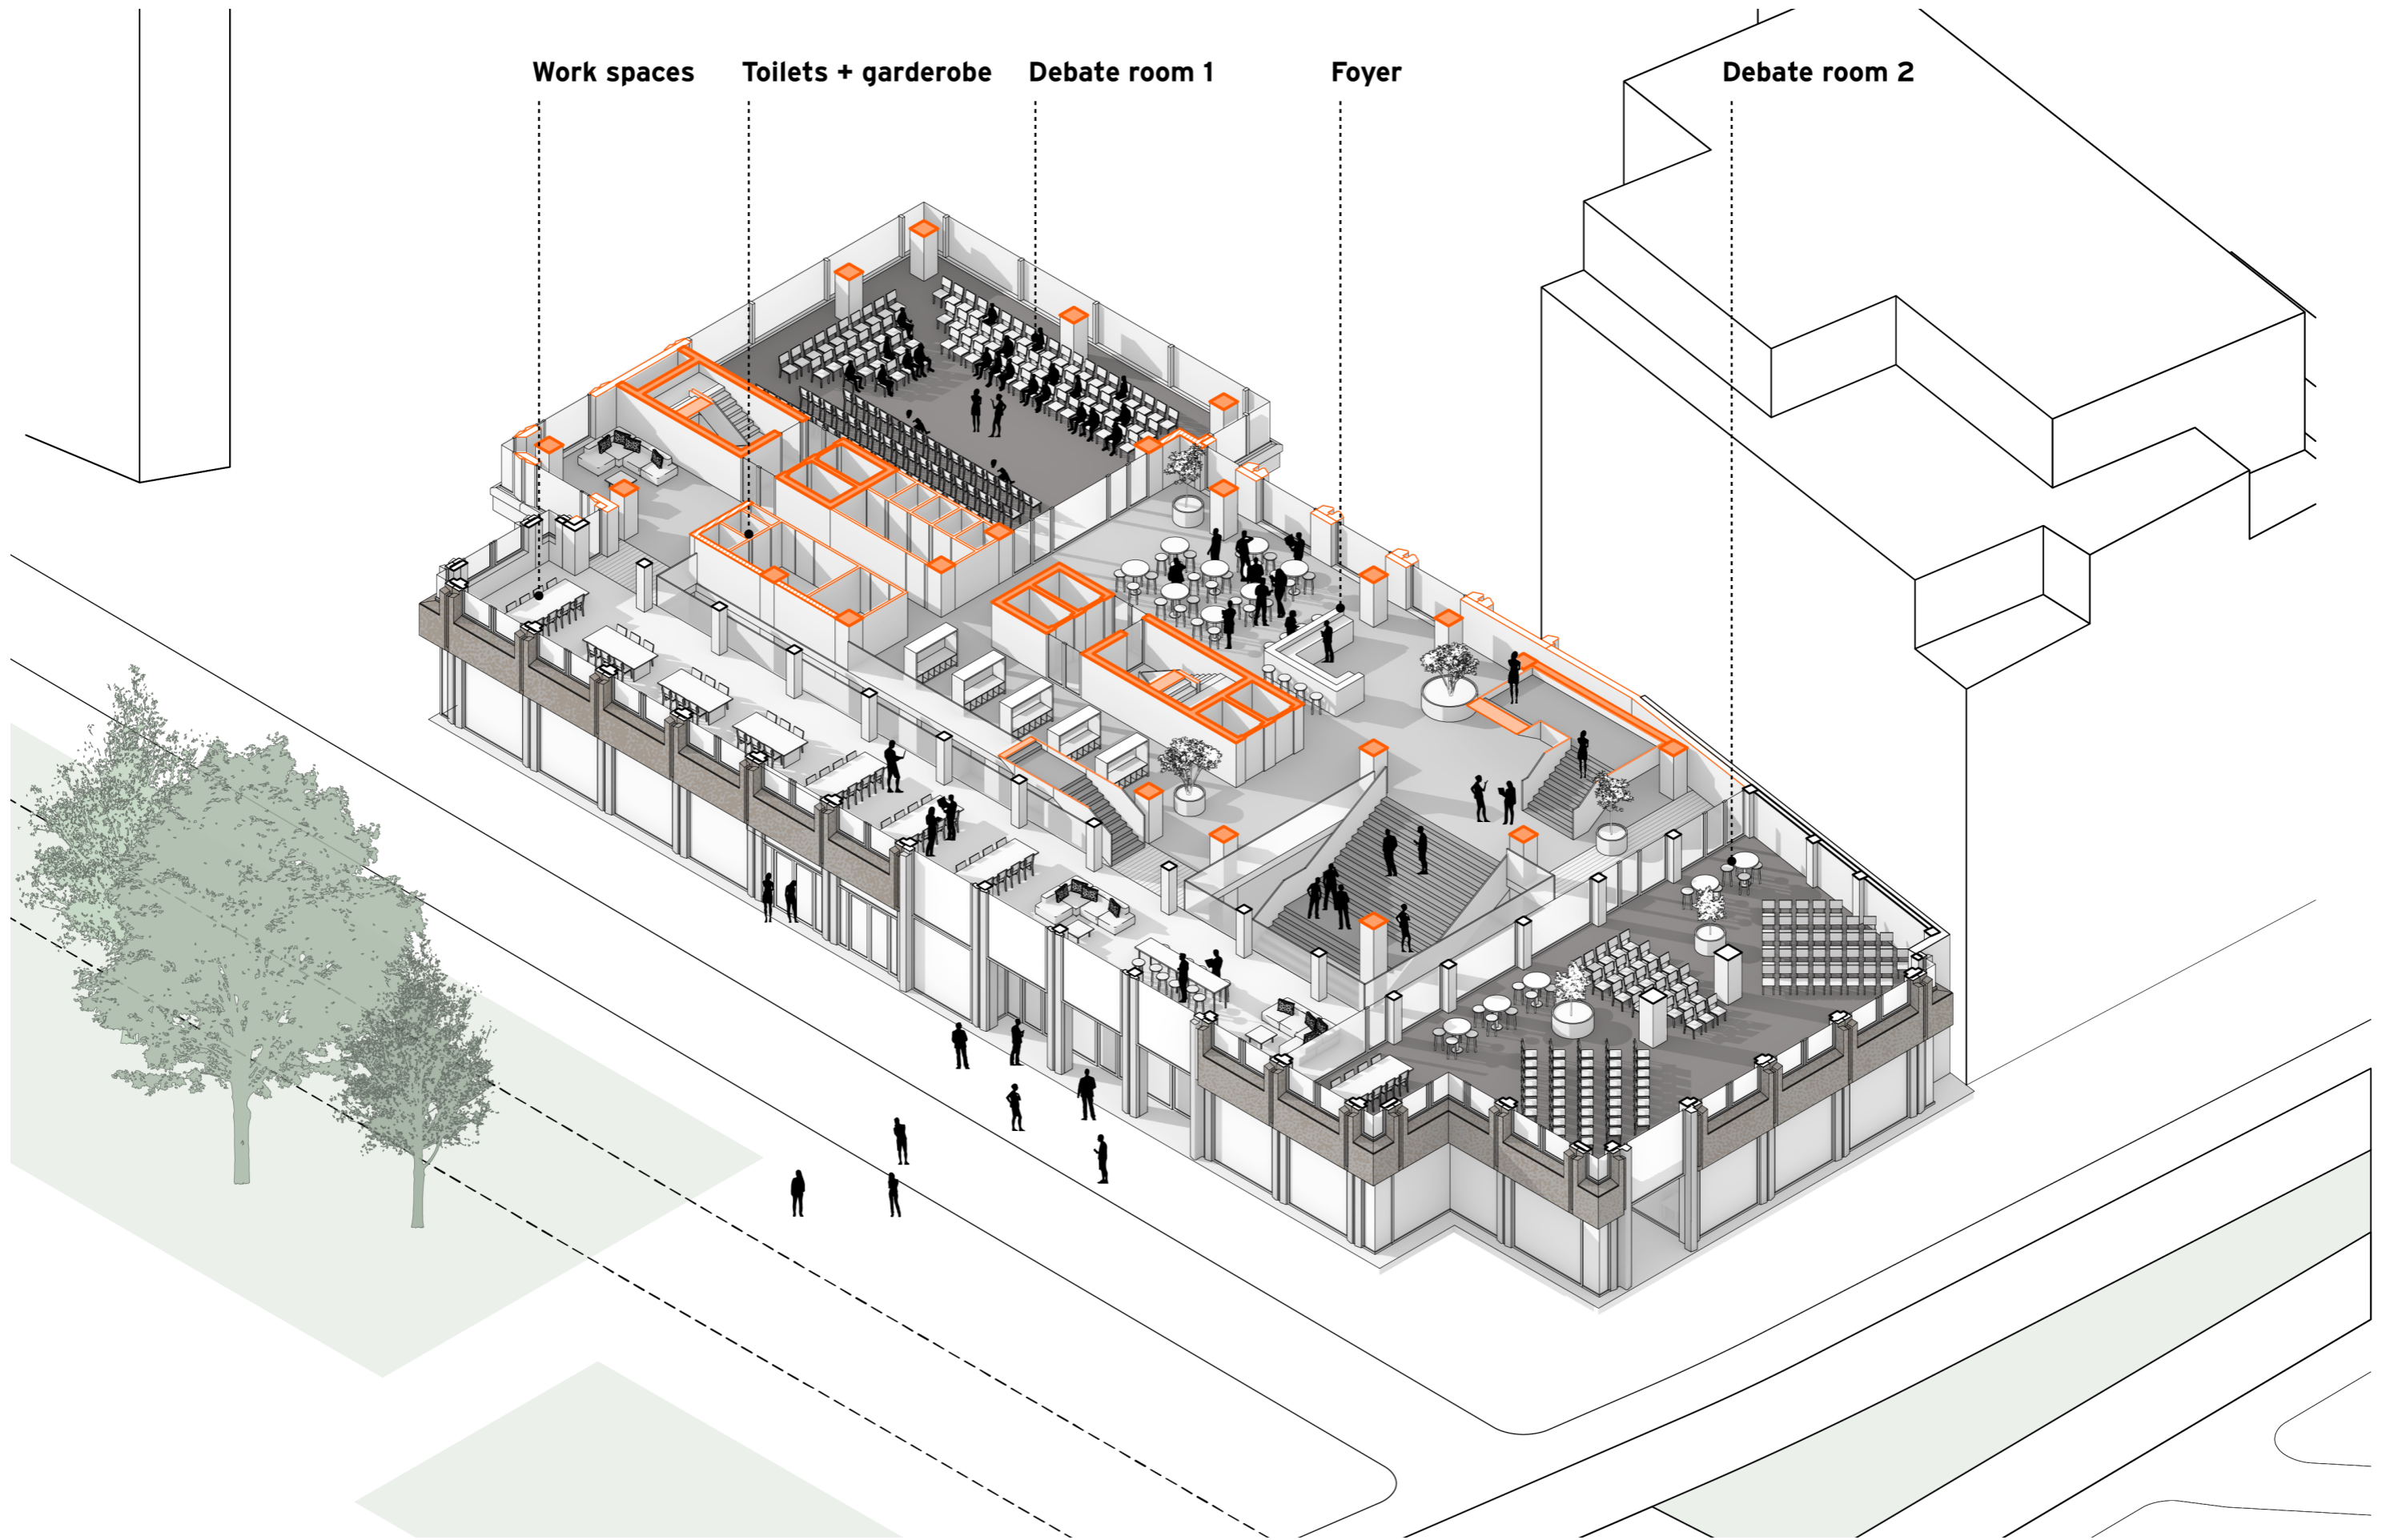 Work spaces
Toilets + garderobe
Debate room 1
Foyer
Debate room 2